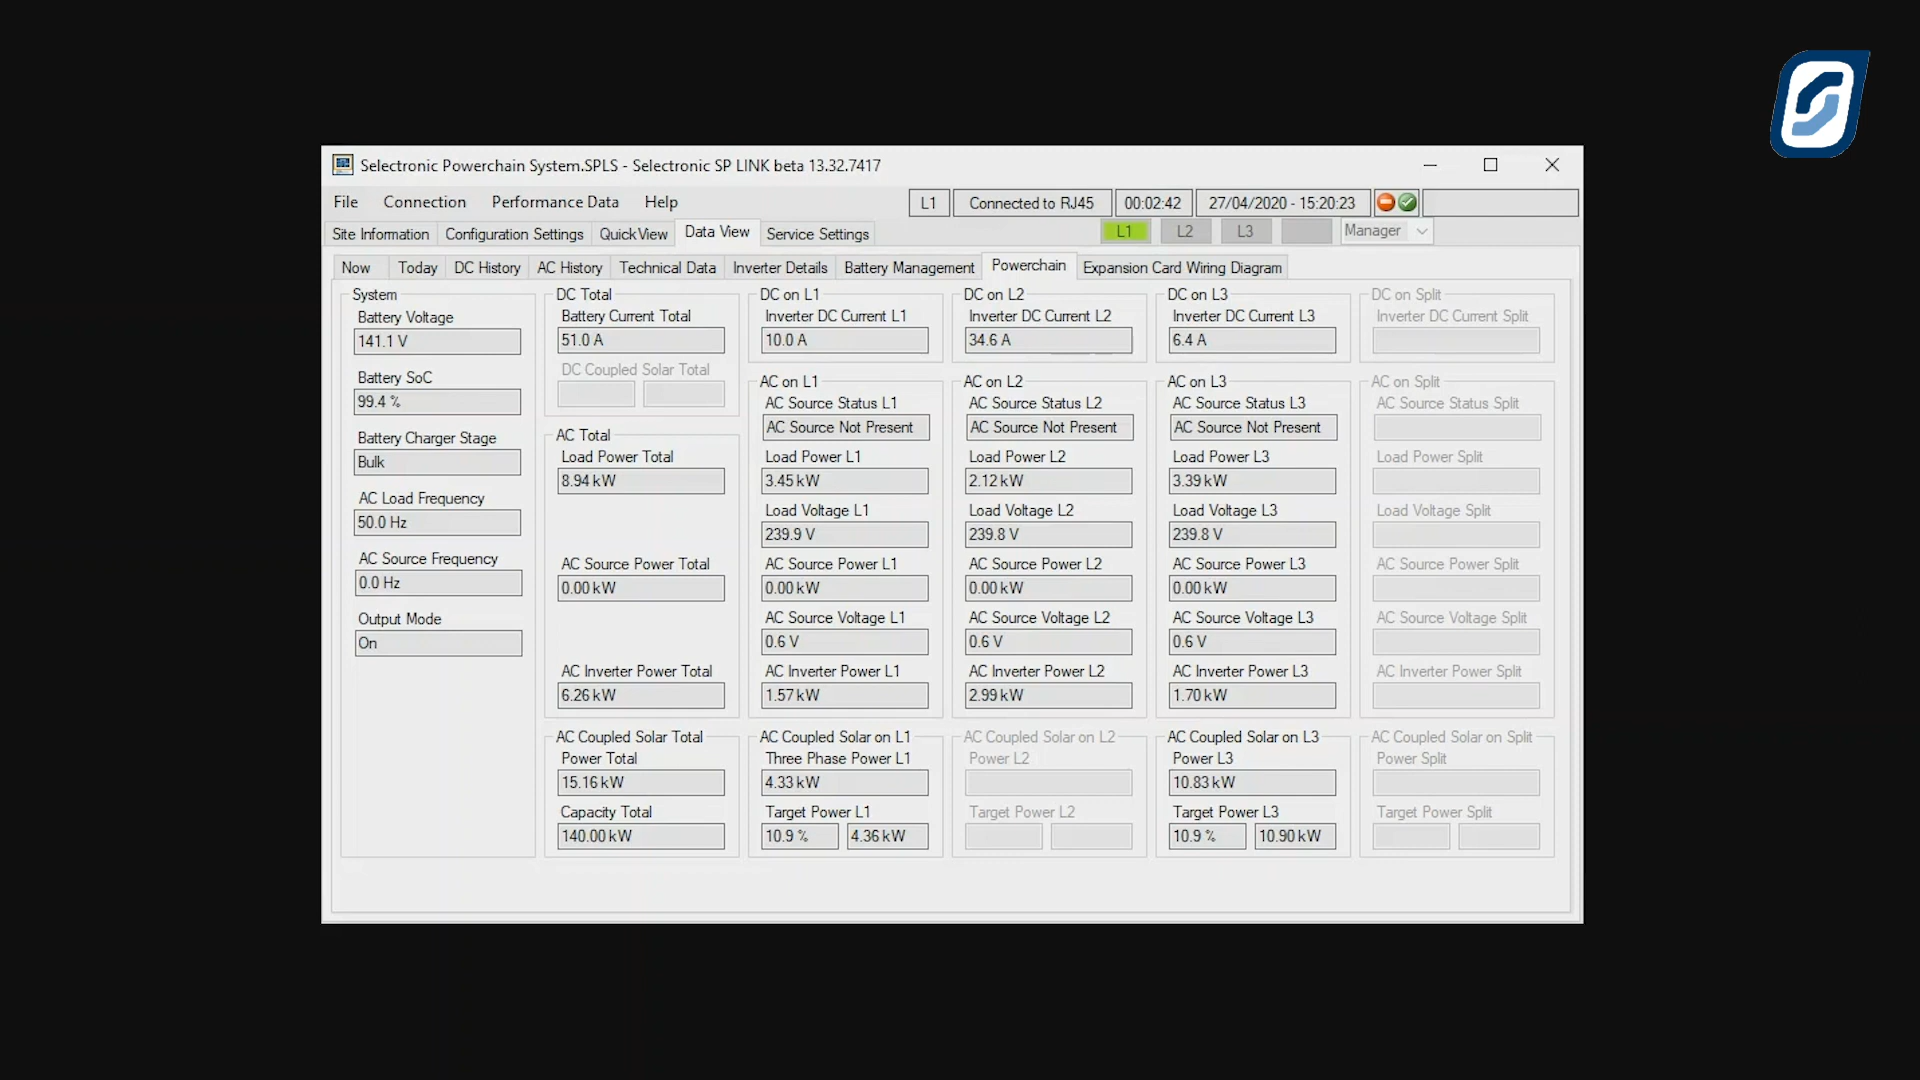 Selectronic Powerchain System.SPLS - Selectronic SP LINK beta 13.32.7417
File Connection Performance Data Help L1 Connected to RJ45 00:02:42 27/04/2020 - 15:20:23
Site Information Configuration Settings QuickView Data View Service Settings L1 L2 L3 Manager
Now Today DC History AC History Technical Data Inverter Details Battery Management Powerchain Expansion Card Wiring Diagram
System
Battery Voltage
141.1 V
Battery SoC
99.4 %
Battery Charger Stage
Bulk
AC Load Frequency
50.0 Hz
AC Source Frequency
0.0 Hz
Output Mode
On
DC Total
Battery Current Total
51.0 A
DC Coupled Solar Total
AC Total
Load Power Total
8.94 kW
AC Source Power Total
0.00 kW
AC Inverter Power Total
6.26 kW
AC Coupled Solar Total
Power Total
15.16 kW
Capacity Total
140.00 kW
DC on L1
Inverter DC Current L1
10.0 A
AC on L1
AC Source Status L1
AC Source Not Present
Load Power L1
3.45 kW
Load Voltage L1
239.9 V
AC Source Power L1
0.00 kW
AC Source Voltage L1
0.6 V
AC Inverter Power L1
1.57 kW
AC Coupled Solar on L1
Three Phase Power L1
4.33 kW
Target Power L1
10.9 % 4.36 kW
DC on L2
Inverter DC Current L2
34.6 A
AC on L2
AC Source Status L2
AC Source Not Present
Load Power L2
2.12 kW
Load Voltage L2
239.8 V
AC Source Power L2
0.00 kW
AC Source Voltage L2
0.6 V
AC Inverter Power L2
2.99 kW
AC Coupled Solar on L2
Power L2
Target Power L2
DC on L3
Inverter DC Current L3
6.4 A
AC on L3
AC Source Status L3
AC Source Not Present
Load Power L3
3.39 kW
Load Voltage L3
239.8 V
AC Source Power L3
0.00 kW
AC Source Voltage L3
0.6 V
AC Inverter Power L3
1.70 kW
AC Coupled Solar on L3
Power L3
10.83 kW
Target Power L3
10.9 % 10.90 kW
DC on Split
Inverter DC Current Split
AC on Split
AC Source Status Split
Load Power Split
Load Voltage Split
AC Source Power Split
AC Source Voltage Split
AC Inverter Power Split
AC Coupled Solar on Split
Power Split
Target Power Split